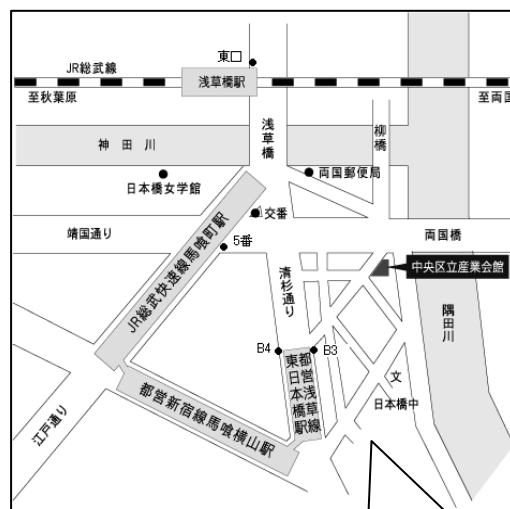 東口
JR総武線
浅草橋駅
至秋葉原
至両国
浅草橋
柳橋
神田川
日本橋女学館
両国郵便局
交番
靖国通り
5番
両国橋
JR総武快速線馬喰町駅
清杉通り
中央区立産業会館
隅田川
B4
B3
都営浅草線
東日本橋駅
文
日本橋中
都営新宿線馬喰横山駅
江戸通り